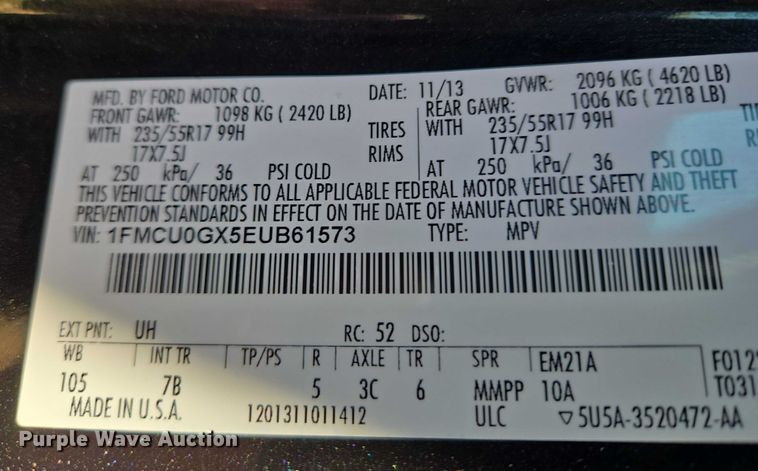 MFD. BY FORD MOTOR CO. DATE: 11/13 GVWR: 2096 KG ( 4620 LB)
FRONT GAWR: 1098 KG ( 2420 LB) REAR GAWR: 1006 KG ( 2218 LB)
WITH 235/55R17 99H TIRES WITH 235/55R17 99H
17X7.5J RIMS 17X7.5J
AT 250 kPa/ 36 PSI COLD AT 250 kPa/ 36 PSI COLD
THIS VEHICLE CONFORMS TO ALL APPLICABLE FEDERAL MOTOR VEHICLE SAFETY AND THEFT
PREVENTION STANDARDS IN EFFECT ON THE DATE OF MANUFACTURE SHOWN ABOVE.
VIN: 1FMCU0GX5EUB61573 TYPE: MPV
EXT PNT: UH RC: 52 DSO:
WB INT TR TP/PS R AXLE TR SPR EM21A F012
105 7B 5 3C 6 MMPP 10A T031
MADE IN U.S.A. 1201311011412 ULC ▽5U5A-3520472-AA
Purple Wave Auction